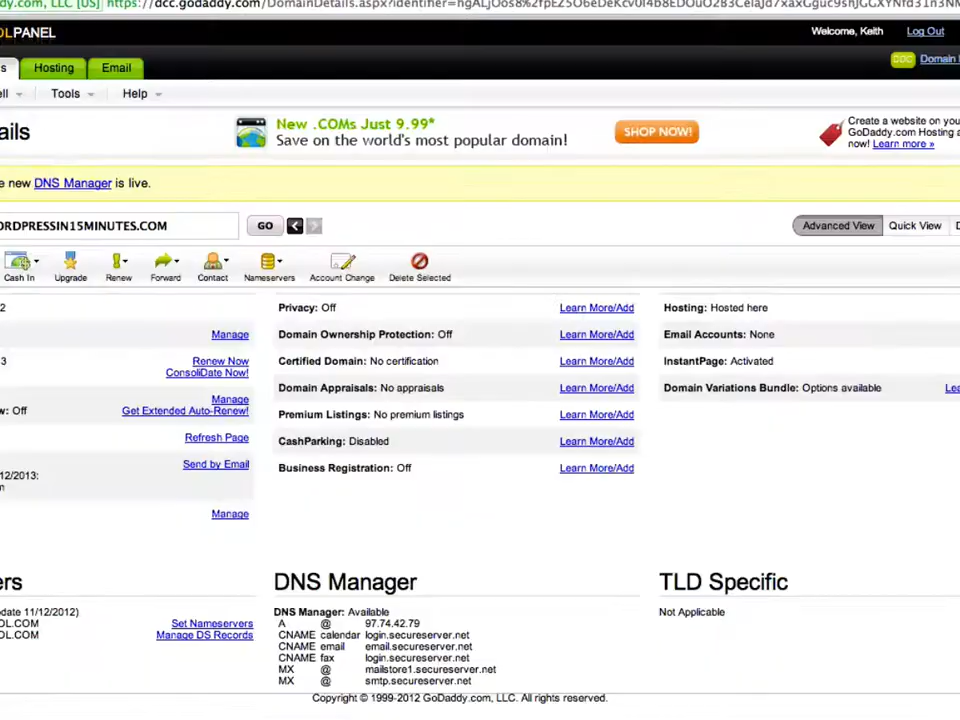 .com, LLC [US] https://dcc.godaddy.com/DomainDetails.aspx?identifier=
OLPANEL Welcome, Keith Log Out
s Hosting Email Domain
ell Tools Help
ails
New .COMs Just 9.99*
Save on the world's most popular domain!
SHOP NOW!
Create a website on you
GoDaddy.com Hosting a
now! Learn more »
e new DNS Manager is live.
ORDPRESSIN15MINUTES.COM GO Advanced View Quick View D
Cash In Upgrade Renew Forward Contact Nameservers Account Change Delete Selected
2
Manage
3 Renew Now
ConsoliDate Now!
Manage
w: Off Get Extended Auto-Renew!
Refresh Page
Send by Email
12/2013:
m
Manage
Privacy: Off Learn More/Add
Domain Ownership Protection: Off Learn More/Add
Certified Domain: No certification Learn More/Add
Domain Appraisals: No appraisals Learn More/Add
Premium Listings: No premium listings Learn More/Add
CashParking: Disabled Learn More/Add
Business Registration: Off Learn More/Add
Hosting: Hosted here
Email Accounts: None
InstantPage: Activated
Domain Variations Bundle: Options available Lea
ers
date 11/12/2012)
OL.COM Set Nameservers
OL.COM Manage DS Records
DNS Manager
DNS Manager: Available
A @ 97.74.42.79
CNAME calendar login.secureserver.net
CNAME email email.secureserver.net
CNAME fax login.secureserver.net
MX @ mailstore1.secureserver.net
MX @ smtp.secureserver.net
TLD Specific
Not Applicable
Copyright © 1999-2012 GoDaddy.com, LLC. All rights reserved.